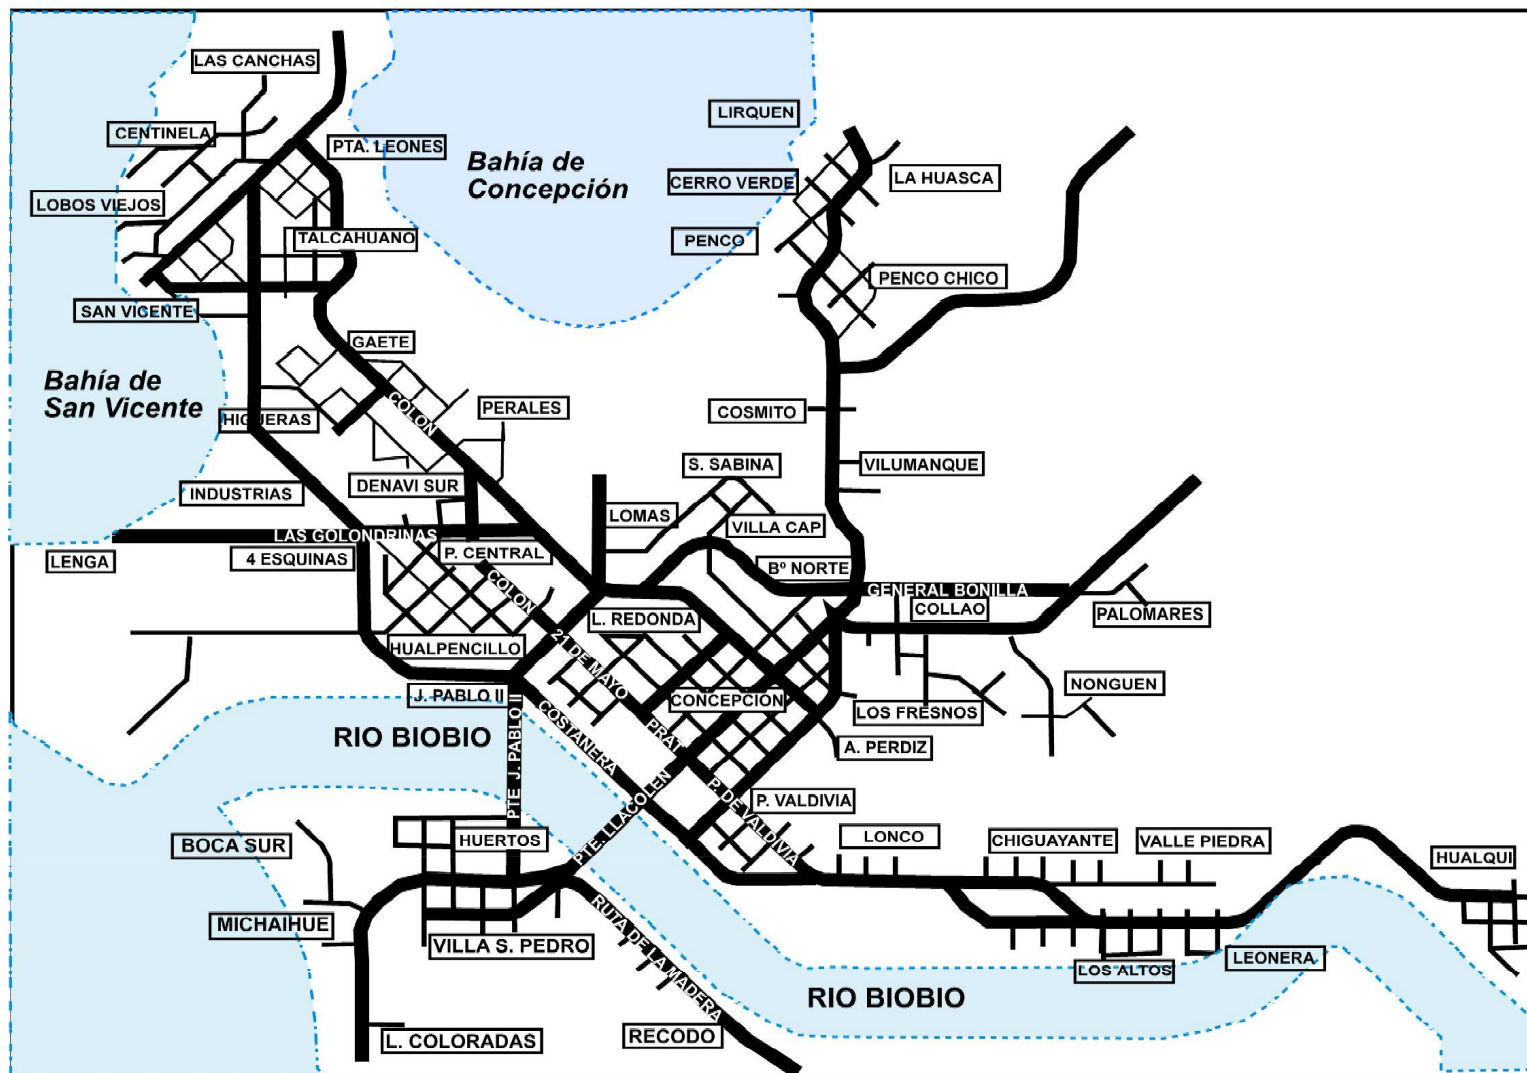 LAS CANCHAS
LIRQUEN
CENTINELA
PTA. LEONES
Bahía de
Concepción
CERRO VERDE
LA HUASCA
LOBOS VIEJOS
TALCAHUANO
PENCO
PENCO CHICO
SAN VICENTE
GAETE
Bahía de
San Vicente
HIGUERAS
COLON
PERALES
COSMITO
S. SABINA
VILUMANQUE
INDUSTRIAS
DENAVI SUR
LOMAS
VILLA CAP
LAS GOLONDRINAS
LENGA
4 ESQUINAS
P. CENTRAL
Bº NORTE
GENERAL BONILLA
COLLAO
PALOMARES
COLON
L. REDONDA
HUALPENCILLO
21 DE MAYO
J. PABLO II
CONCEPCION
LOS FRESNOS
NONGUEN
RIO BIOBIO
PTE. J. PABLO II
COSTANERA
PRAT
A. PERDIZ
PTE. LLACOLEN
P. DE VALDIVIA
P. VALDIVIA
BOCA SUR
HUERTOS
LONCO
CHIGUAYANTE
VALLE PIEDRA
HUALQUI
MICHAIHUE
VILLA S. PEDRO
RUTA DE LA MADERA
LOS ALTOS
LEONERA
RIO BIOBIO
L. COLORADAS
RECODO